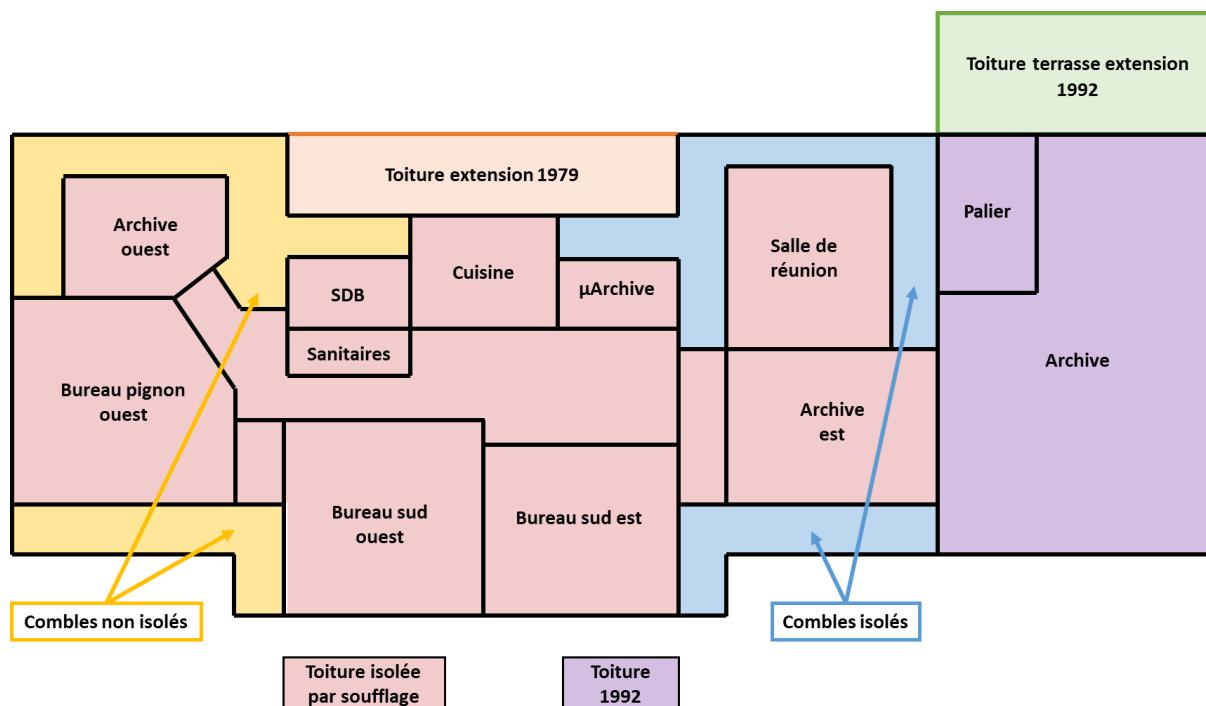 Toiture terrasse extension
1992
Toiture extension 1979
Archive
ouest
Palier
Salle de
réunion
Cuisine
SDB
µArchive
Sanitaires
Bureau pignon
ouest
Archive
Archive
est
Bureau sud
ouest
Bureau sud est
Combles non isolés
Combles isolés
Toiture isolée
par soufflage
Toiture
1992